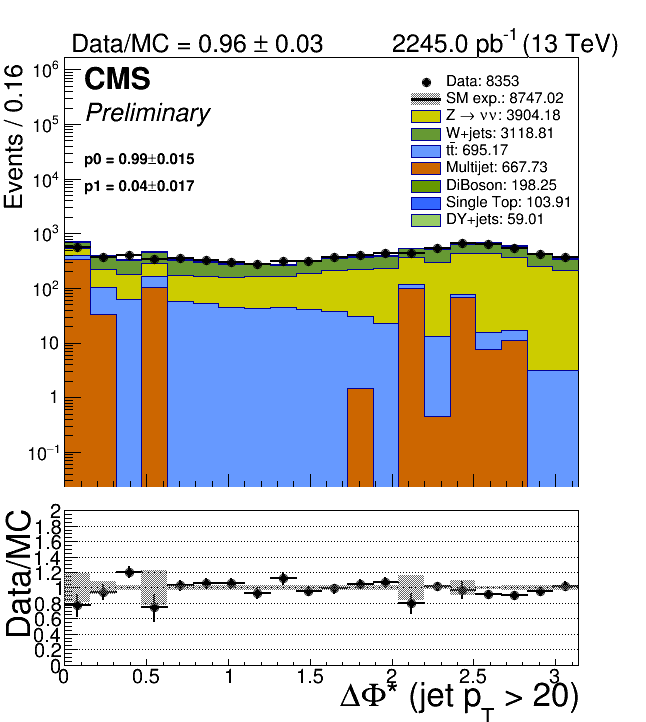 Data/MC = 0.96 ± 0.03 2245.0 pb⁻¹ (13 TeV)
CMS
Preliminary
p0 = 0.99±0.015
p1 = 0.04±0.017
Data: 8353
SM exp.: 8747.02
Z → νν: 3904.18
W+jets: 3118.81
tt̄: 695.17
Multijet: 667.73
DiBoson: 198.25
Single Top: 103.91
DY+jets: 59.01
Events / 0.16
10⁶
10⁵
10⁴
10³
10²
10
1
10⁻¹
Data/MC
2
1.8
1.6
1.4
1.2
1
0.8
0.6
0.4
0.2
0
0 0.5 1 1.5 2 2.5 3
ΔΦ* (jet p_T > 20)